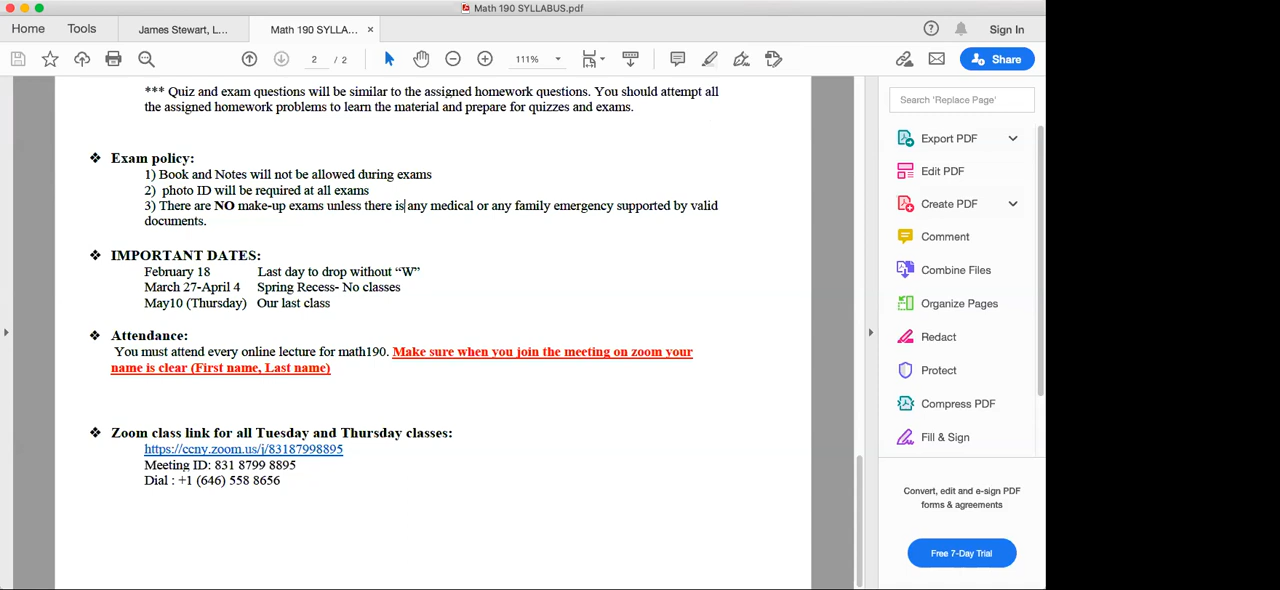 Math 190 SYLLABUS.pdf
Home Tools James Stewart, L... Math 190 SYLLA... × Sign In
2 / 2 111% Share
*** Quiz and exam questions will be similar to the assigned homework questions. You should attempt all
the assigned homework problems to learn the material and prepare for quizzes and exams.
❖ Exam policy:
1) Book and Notes will not be allowed during exams
2) photo ID will be required at all exams
3) There are NO make-up exams unless there is any medical or any family emergency supported by valid
documents.
❖ IMPORTANT DATES:
February 18 Last day to drop without “W”
March 27-April 4 Spring Recess- No classes
May10 (Thursday) Our last class
❖ Attendance:
You must attend every online lecture for math190. Make sure when you join the meeting on zoom your
name is clear (First name, Last name)
❖ Zoom class link for all Tuesday and Thursday classes:
https://ccny.zoom.us/j/83187998895
Meeting ID: 831 8799 8895
Dial : +1 (646) 558 8656
Search 'Replace Page'
Export PDF
Edit PDF
Create PDF
Comment
Combine Files
Organize Pages
Redact
Protect
Compress PDF
Fill & Sign
Convert, edit and e-sign PDF
forms & agreements
Free 7-Day Trial